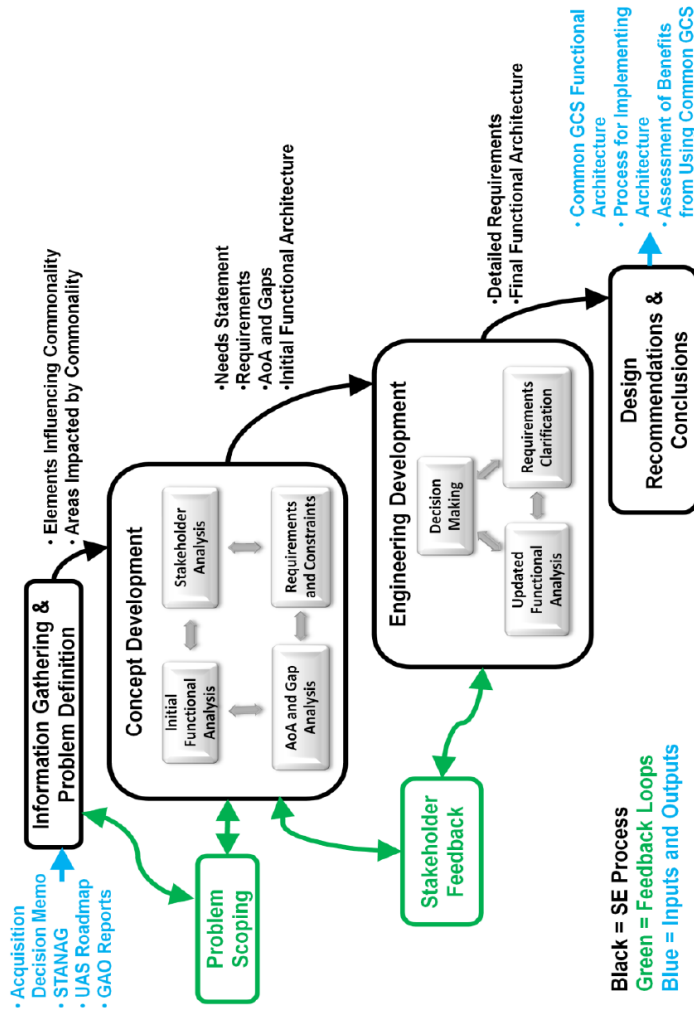 • Acquisition
Decision Memo
• STANAG
• UAS Roadmap
• GAO Reports
Information Gathering &
Problem Definition
• Elements Influencing Commonality
• Areas Impacted by Commonality
Problem
Scoping
Concept Development
Initial
Functional
Analysis
Stakeholder
Analysis
AoA and Gap
Analysis
Requirements
and Constraints
•Needs Statement
•Requirements
•AoA and Gaps
•Initial Functional Architecture
Stakeholder
Feedback
Engineering Development
Decision
Making
Updated
Functional
Analysis
Requirements
Clarification
•Detailed Requirements
•Final Functional Architecture
Design
Recommendations &
Conclusions
• Common GCS Functional
Architecture
• Process for Implementing
Architecture
• Assessment of Benefits
from Using Common GCS
Black = SE Process
Green = Feedback Loops
Blue = Inputs and Outputs